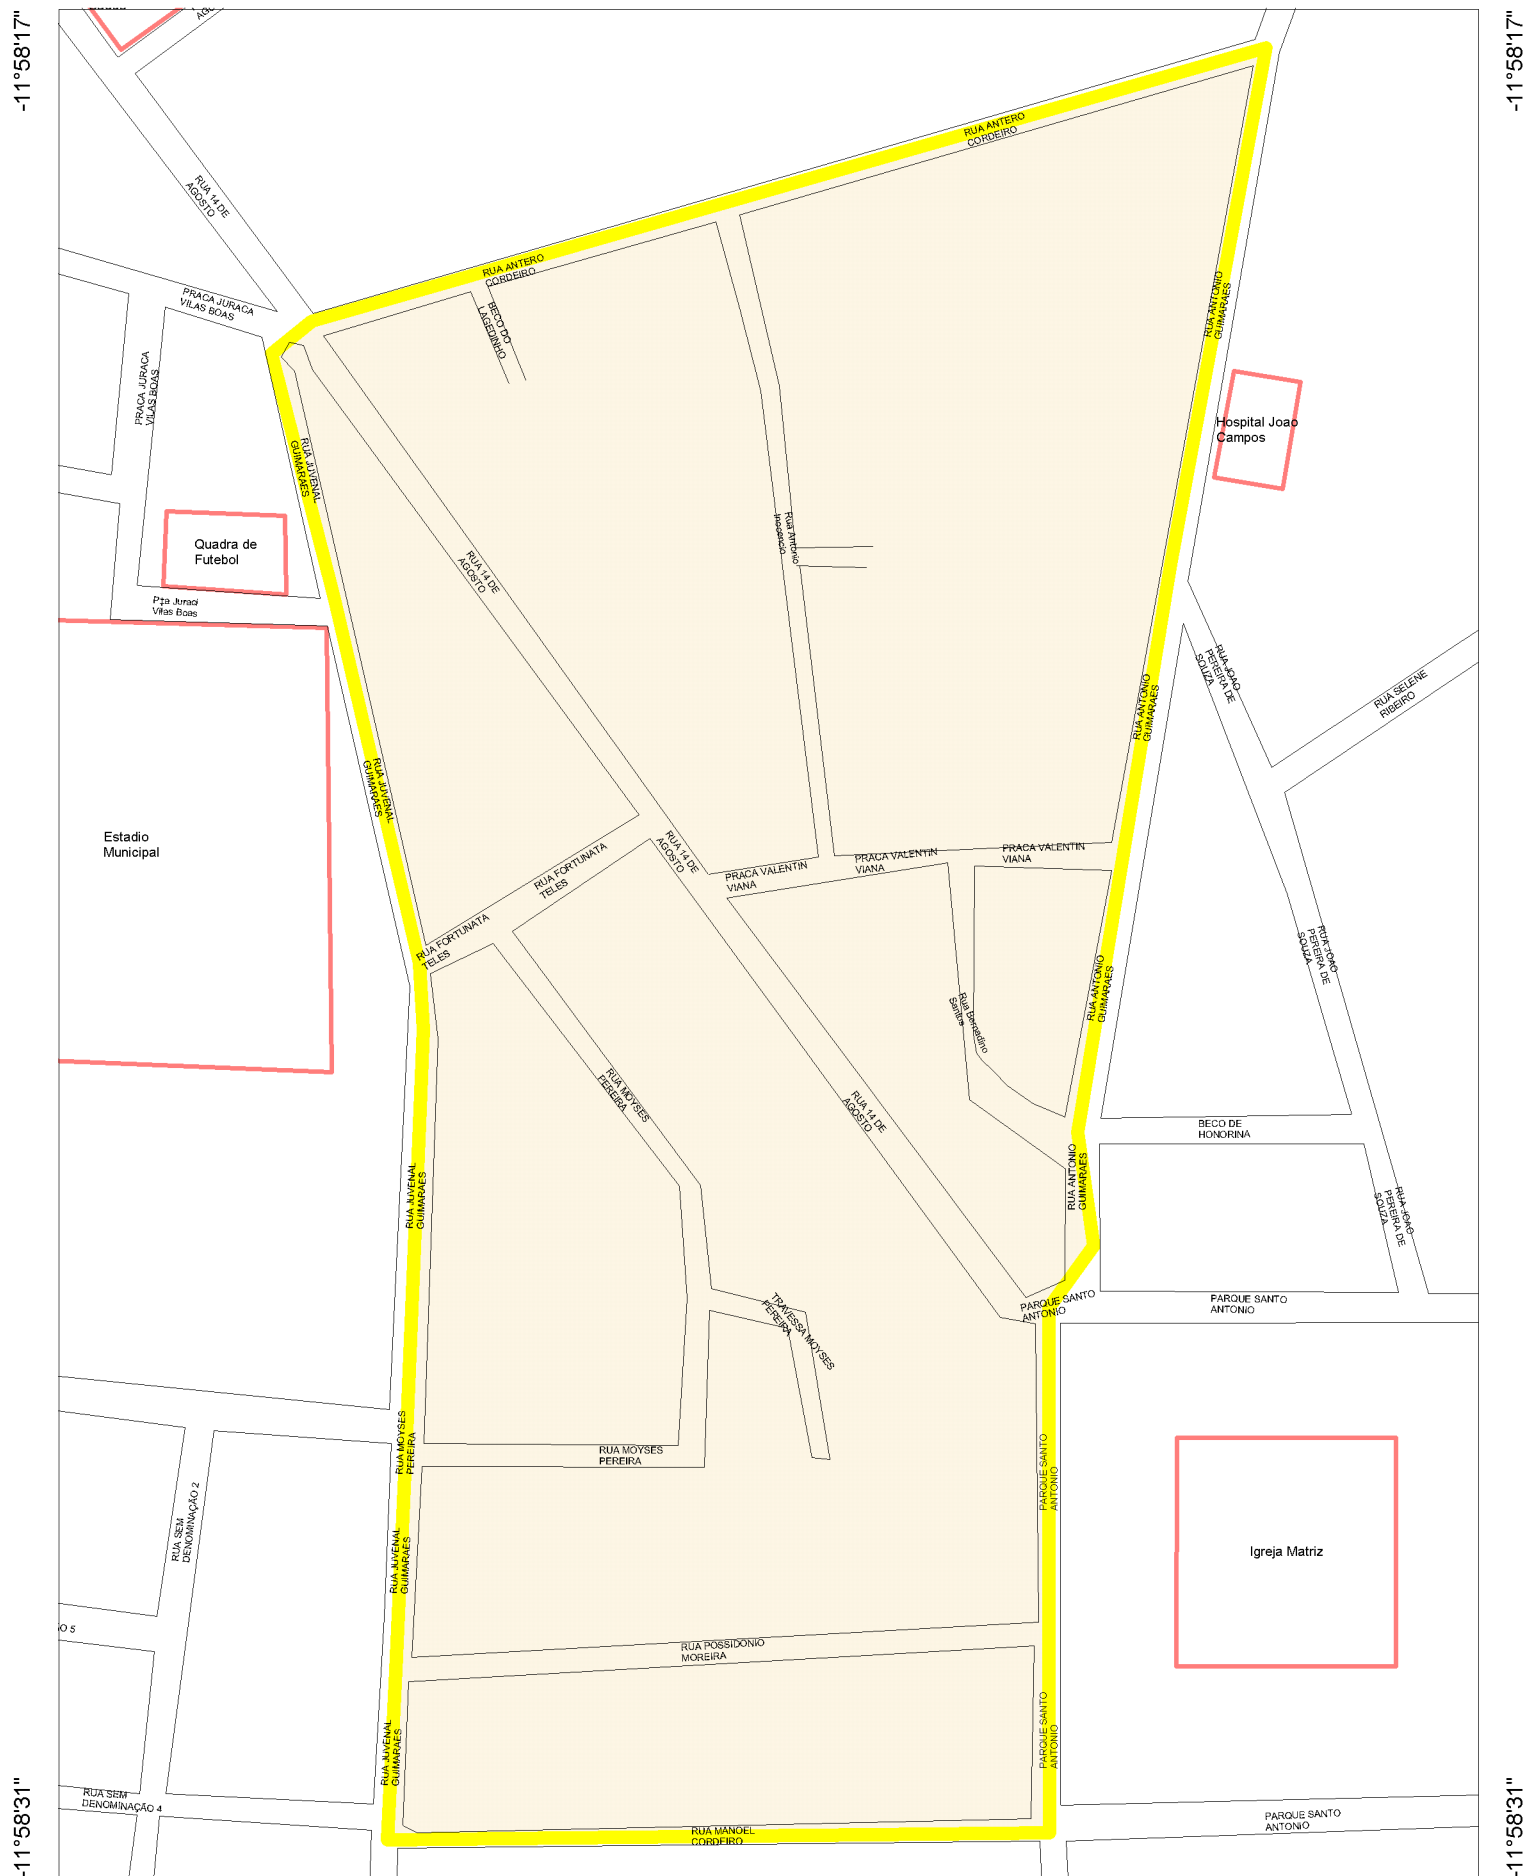 -11°58'17"
-11°58'17"
RUA ANTERO
CORDEIRO
RUA 14 DE
AGOSTO
RUA ANTERO
CORDEIRO
PRACA JURACA
VILAS BOAS
BECO DO
LAGEDINHO
RUA ANTONIO
GUIMARAES
PRACA JURACA
VILAS BOAS
Hospital Joao
Campos
RUA JUVENAL
GUIMARAES
Quadra de
Futebol
Rua Antonio
Inocencio
RUA 14 DE
AGOSTO
Pça Juraci
Vilas Boas
RUA JOAO
PEREIRA DE
SOUZA
RUA SELENE
RIBEIRO
RUA ANTONIO
GUIMARAES
RUA JUVENAL
GUIMARAES
Estadio
Municipal
RUA 14 DE
AGOSTO
RUA FORTUNATA
TELES
PRACA VALENTIN
VIANA
PRACA VALENTIN
VIANA
PRACA VALENTIN
VIANA
RUA FORTUNATA
TELES
RUA JOAO
PEREIRA DE
SOUZA
RUA ANTONIO
GUIMARAES
Rua Bernadino
Santos
RUA MOYSES
PEREIRA
RUA 14 DE
AGOSTO
BECO DE
HONORINA
RUA ANTONIO
GUIMARAES
RUA JUVENAL
GUIMARAES
RUA JOAO
PEREIRA DE
SOUZA
PARQUE SANTO
ANTONIO
PARQUE SANTO
ANTONIO
TRAVESSA MOYSES
PEREIRA
RUA MOYSES
PEREIRA
RUA MOYSES
PEREIRA
PARQUE SANTO
ANTONIO
RUA SEM
DENOMINAÇÃO 2
RUA JUVENAL
GUIMARAES
Igreja Matriz
ÃO 5
RUA POSSIDONIO
MOREIRA
PARQUE SANTO
ANTONIO
RUA JUVENAL
GUIMARAES
RUA SEM
DENOMINAÇÃO 4
PARQUE SANTO
ANTONIO
RUA MANOEL
CORDEIRO
-11°58'31"
-11°58'31"